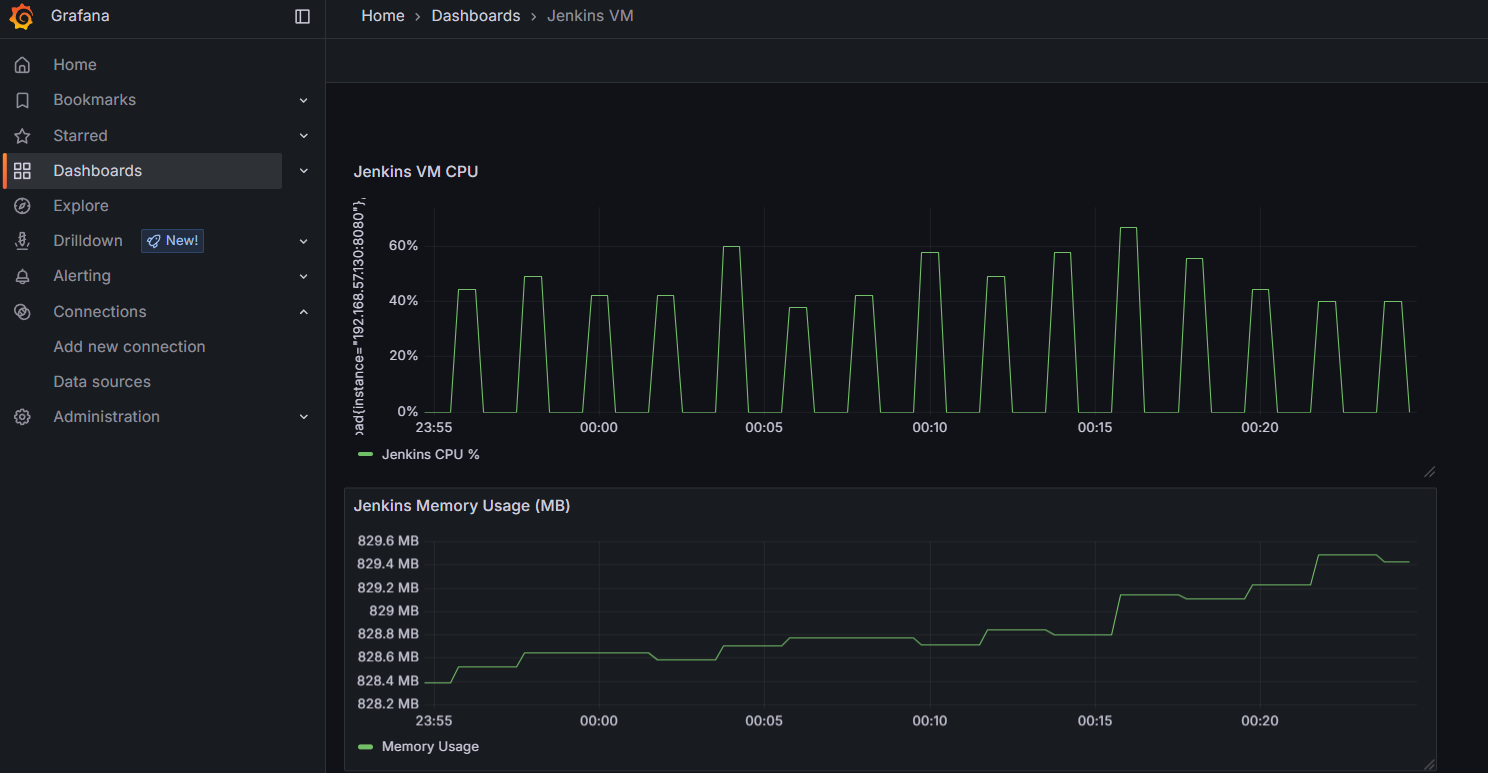 Grafana
Home › Dashboards › Jenkins VM
Home
Bookmarks
Starred
Dashboards
Explore
Drilldown New!
Alerting
Connections
Add new connection
Data sources
Administration
Jenkins VM CPU
oad{instance="192.168.57.130:8080"},
60%
40%
20%
0%
23:55 00:00 00:05 00:10 00:15 00:20
Jenkins CPU %
Jenkins Memory Usage (MB)
829.6 MB
829.4 MB
829.2 MB
829 MB
828.8 MB
828.6 MB
828.4 MB
828.2 MB
23:55 00:00 00:05 00:10 00:15 00:20
Memory Usage